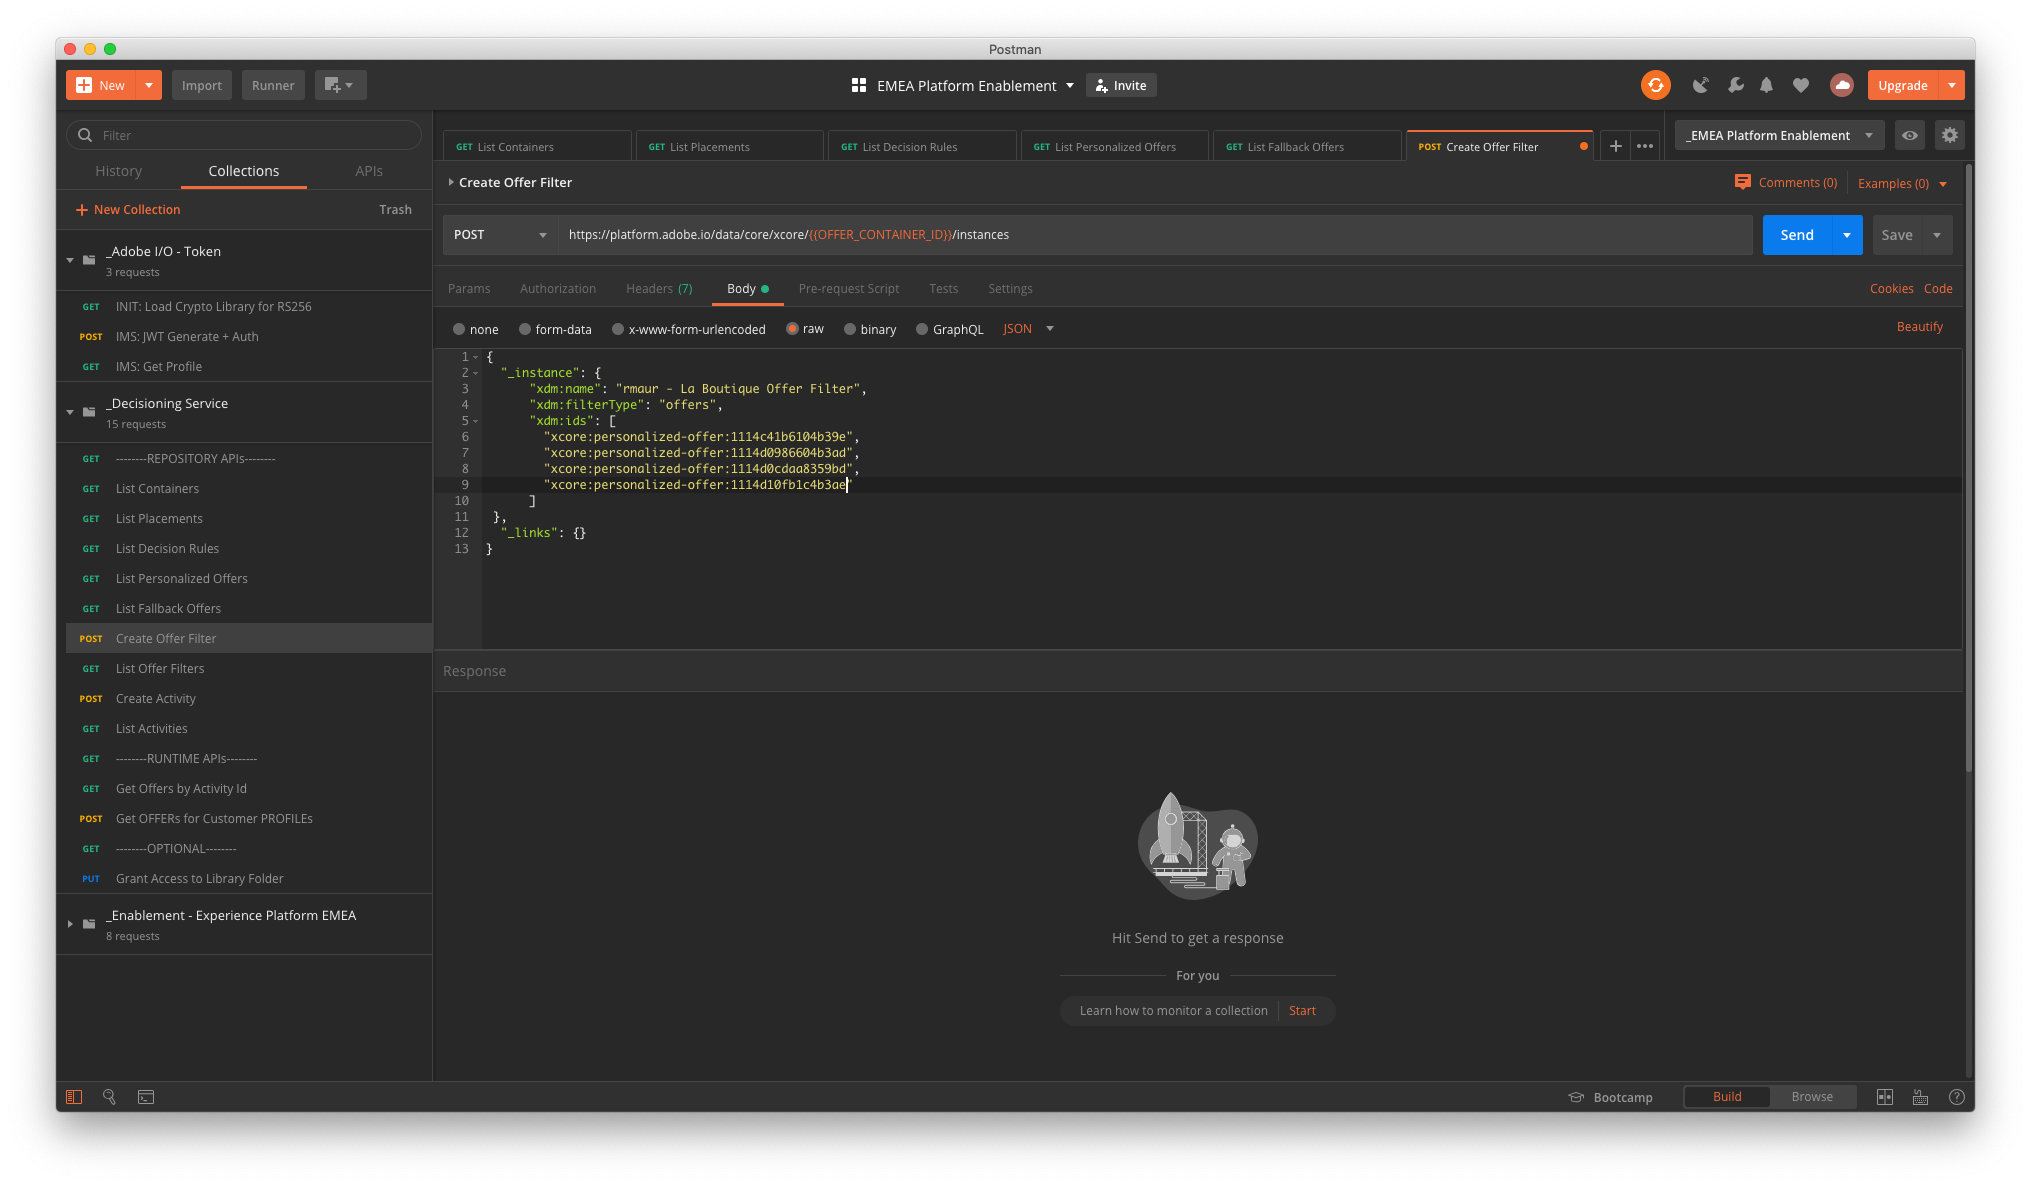 Postman
New
Import
Runner
EMEA Platform Enablement
Invite
Upgrade
Filter
History
Collections
APIs
New Collection
Trash
_Adobe I/O - Token
3 requests
GET INIT: Load Crypto Library for RS256
POST IMS: JWT Generate + Auth
GET IMS: Get Profile
_Decisioning Service
15 requests
GET --------REPOSITORY APIs--------
GET List Containers
GET List Placements
GET List Decision Rules
GET List Personalized Offers
GET List Fallback Offers
POST Create Offer Filter
GET List Offer Filters
POST Create Activity
GET List Activities
GET --------RUNTIME APIs--------
GET Get Offers by Activity Id
POST Get OFFERs for Customer PROFILEs
GET --------OPTIONAL--------
PUT Grant Access to Library Folder
_Enablement - Experience Platform EMEA
8 requests
GET List Containers
GET List Placements
GET List Decision Rules
GET List Personalized Offers
GET List Fallback Offers
POST Create Offer Filter
_EMEA Platform Enablement
Create Offer Filter
Comments (0)
Examples (0)
POST
https://platform.adobe.io/data/core/xcore/{{OFFER_CONTAINER_ID}}/instances
Send
Save
Params
Authorization
Headers (7)
Body
Pre-request Script
Tests
Settings
Cookies
Code
none
form-data
x-www-form-urlencoded
raw
binary
GraphQL
JSON
Beautify
1 {
2 "_instance": {
3 "xdm:name": "rmaur - La Boutique Offer Filter",
4 "xdm:filterType": "offers",
5 "xdm:ids": [
6 "xcore:personalized-offer:1114c41b6104b39e",
7 "xcore:personalized-offer:1114d0986604b3ad",
8 "xcore:personalized-offer:1114d0cdaa8359bd",
9 "xcore:personalized-offer:1114d10fb1c4b3ae"
10 ]
11 },
12 "_links": {}
13 }
Response
Hit Send to get a response
For you
Learn how to monitor a collection
Start
Bootcamp
Build
Browse